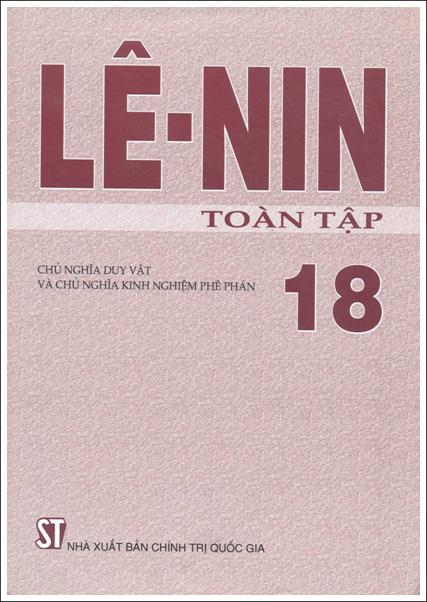 LÊ-NIN
TOÀN TẬP
CHỦ NGHĨA DUY VẬT
VÀ CHỦ NGHĨA KINH NGHIỆM PHÊ PHÁN
18
ST NHÀ XUẤT BẢN CHÍNH TRỊ QUỐC GIA